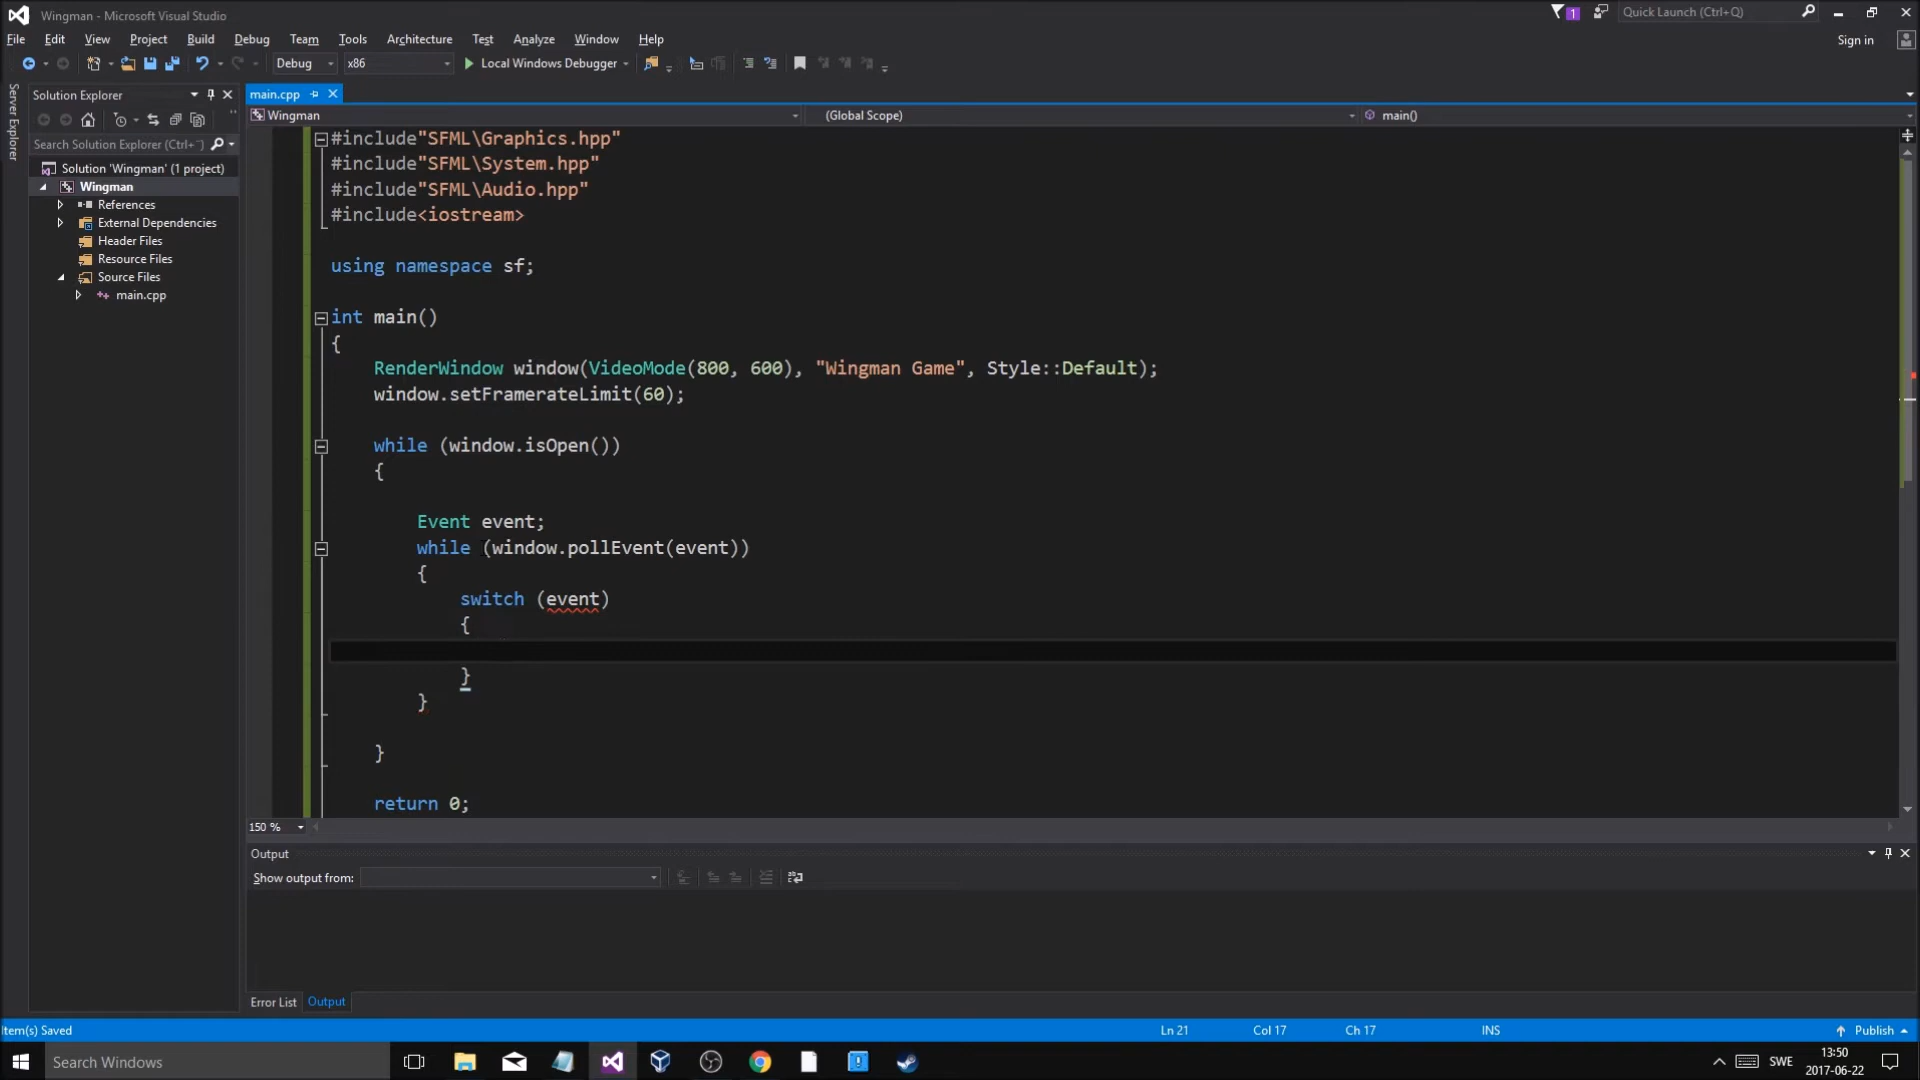 Wingman - Microsoft Visual Studio
1
Quick Launch (Ctrl+Q)
File Edit View Project Build Debug Team Tools Architecture Test Analyze Window Help
Sign in
Debug x86 Local Windows Debugger
Server Explorer
Solution Explorer
main.cpp
Wingman (Global Scope) main()
Search Solution Explorer (Ctrl+
Solution 'Wingman' (1 project)
Wingman
References
External Dependencies
Header Files
Resource Files
Source Files
main.cpp
#include"SFML\Graphics.hpp"
#include"SFML\System.hpp"
#include"SFML\Audio.hpp"
#include<iostream>
using namespace sf;
int main()
{
RenderWindow window(VideoMode(800, 600), "Wingman Game", Style::Default);
window.setFramerateLimit(60);
while (window.isOpen())
{
Event event;
while (window.pollEvent(event))
{
switch (event)
{
}
}
}
return 0;
150 %
Output
Show output from:
Error List Output
Item(s) Saved
Ln 21 Col 17 Ch 17 INS
Publish
Search Windows
SWE
13:50
2017-06-22